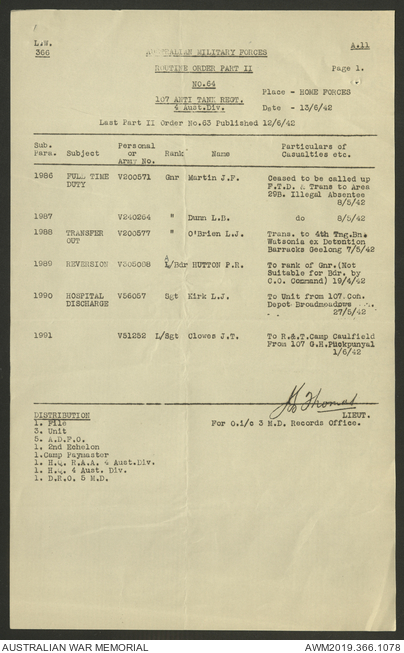 L.W. A.11
366 AUSTRALIAN MILITARY FORCES
ROUTINE ORDER PART II Page 1.
NO.64
107 ANTI TANK REGT. Place - HOME FORCES
4 Aust.Div. Date - 13/6/42
Last Part II Order No.63 Published 12/6/42
Sub. Personal Particulars of
Para. Subject or Rank Name Casualties etc.
Army No.
1986 FULL TIME V200571 Gnr Martin J.F. Ceased to be called up
DUTY F.T.D. & Trans to Area
29B. Illegal Absentee
8/5/42
1987 V240264 " Dunn L.B. do 8/5/42
1988 TRANSFER V200577 " O'Brien L.J. Trans. to 4th Tng.Bn.
OUT Watsonia ex Detention
Barracks Geelong 7/5/42
1989 REVERSION A/Bdr HUTTON P.R. To rank of Gnr.(Not
Suitable for Bdr. by
C.O. Command) 19/4/42
1990 HOSPITAL V56057 Sgt Kirk L.J. To Unit from 107 Con.
DISCHARGE Depot Broadmeadows
27/5/42
1991 V51252 L/Sgt Clowes J.T. To R.&T.Camp Caulfield
From 107 G.H.Puckpunyal
1/6/42
Thomas
DISTRIBUTION LIEUT.
1. File For O.i/c 3 M.D. Records Office.
3. Unit
5. A.D.F.O.
1. 2nd Echelon
1.Camp Paymaster
1. H.Q. R.A.A. 4 Aust.Div.
1. H.Q. 4 Aust. Div.
1. D.R.O. 5 M.D.
AUSTRALIAN WAR MEMORIAL AWM2019.366.1078